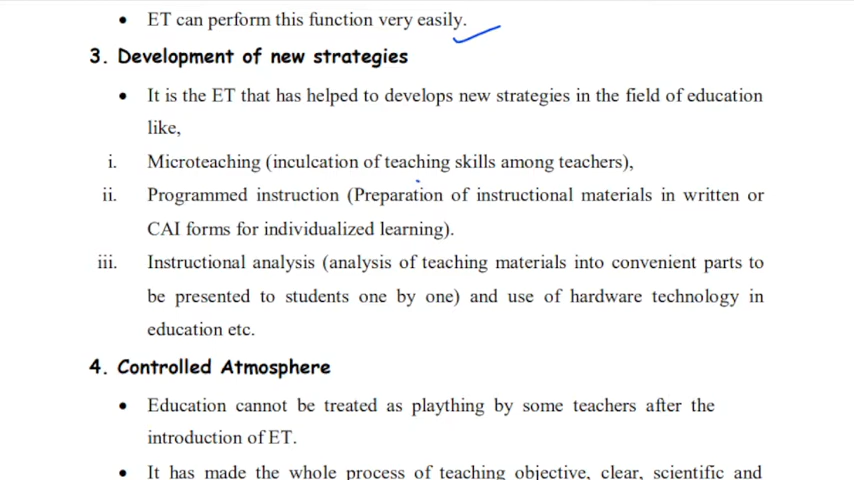 • ET can perform this function very easily.
3. Development of new strategies
• It is the ET that has helped to develops new strategies in the field of education
like,
i. Microteaching (inculcation of teaching skills among teachers),
ii. Programmed instruction (Preparation of instructional materials in written or
CAI forms for individualized learning).
iii. Instructional analysis (analysis of teaching materials into convenient parts to
be presented to students one by one) and use of hardware technology in
education etc.
4. Controlled Atmosphere
• Education cannot be treated as plaything by some teachers after the
introduction of ET.
• It has made the whole process of teaching objective, clear, scientific and